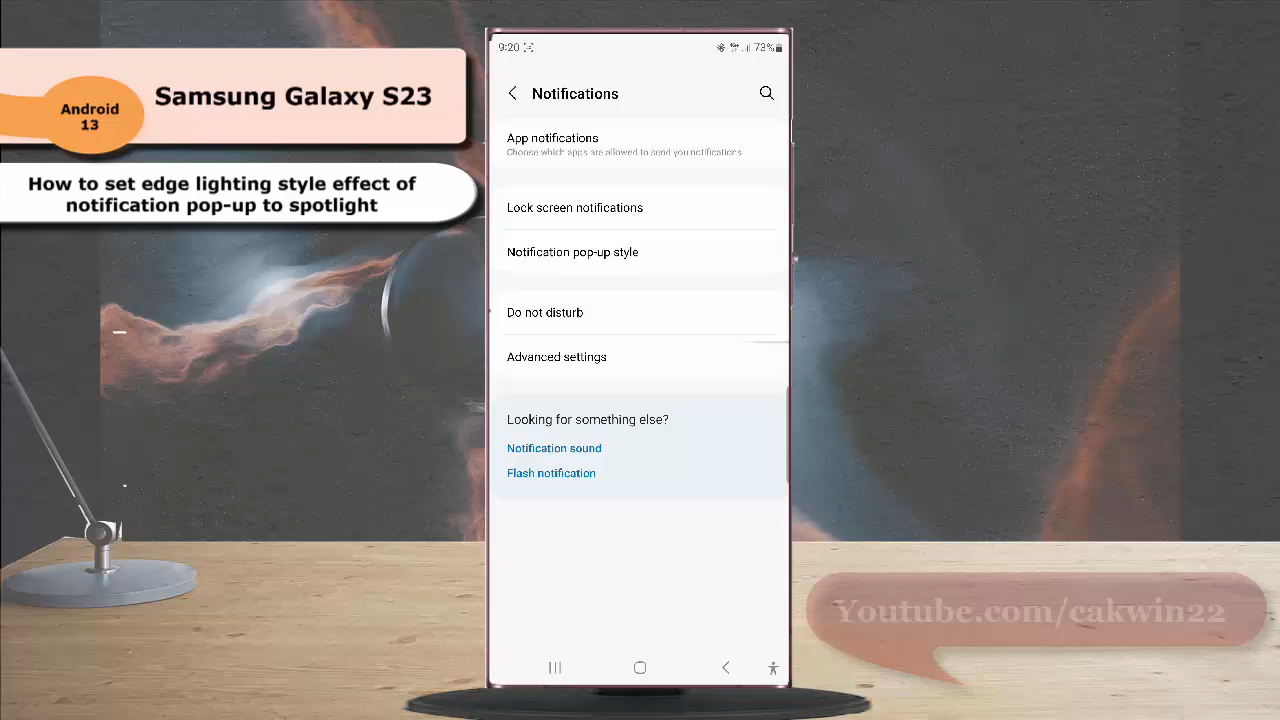 Samsung Galaxy S23
Android
13
How to set edge lighting style effect of
notification pop-up to spotlight
9:20
73%
Notifications
App notifications
Choose which apps are allowed to send you notifications
Lock screen notifications
Notification pop-up style
Do not disturb
Advanced settings
Looking for something else?
Notification sound
Flash notification
Youtube.com/cakwin22